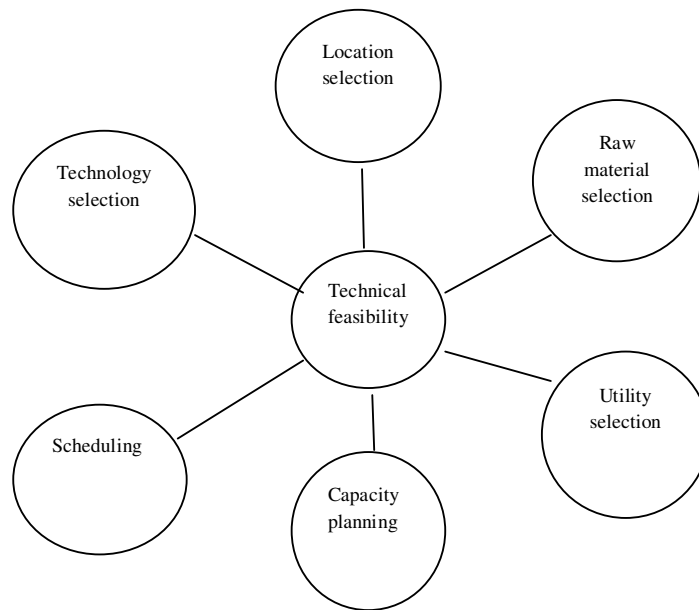 Location
selection
Raw
material
selection
Technology
selection
Technical
feasibility
Utility
selection
Scheduling
Capacity
planning